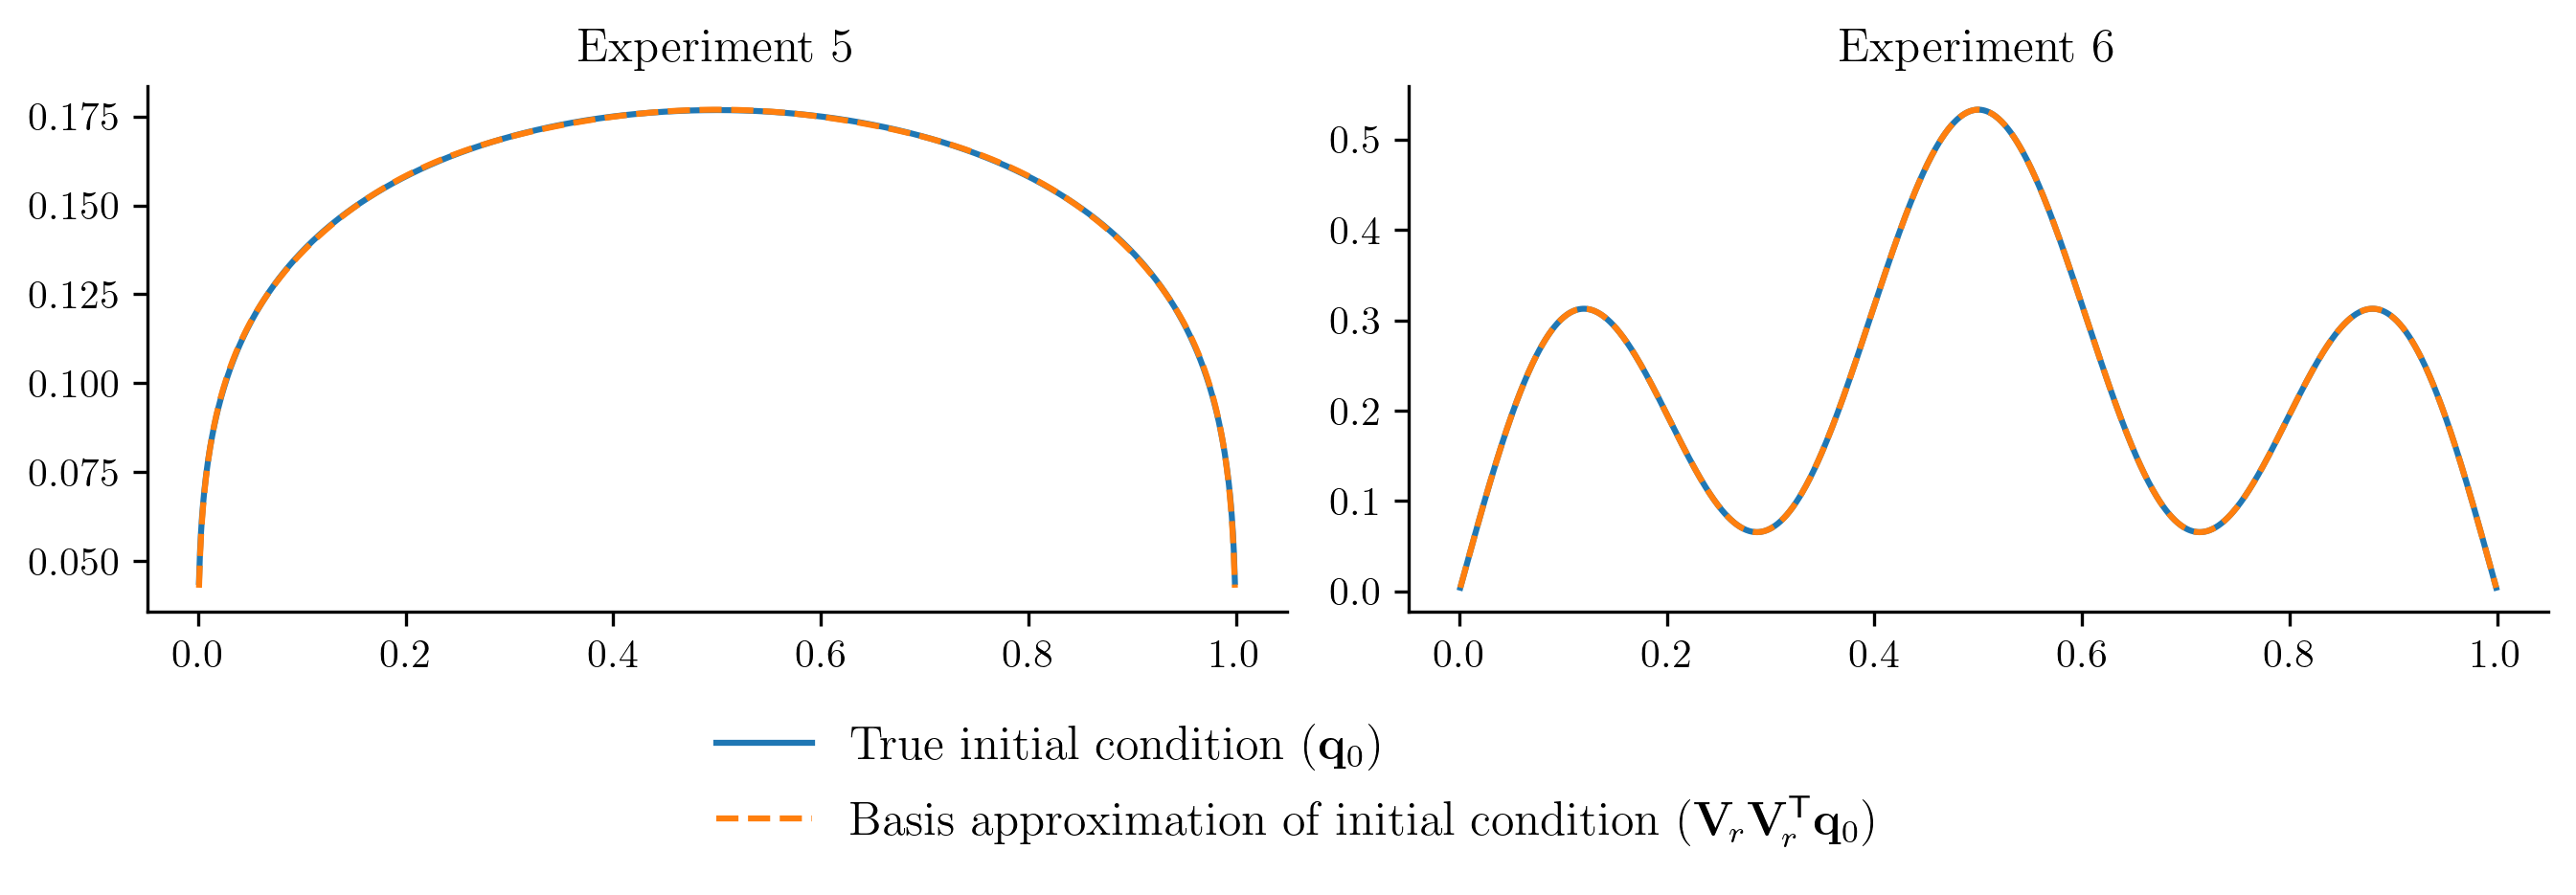 Experiment 5
0.175
0.150
0.125
0.100
0.075
0.050
0.0 0.2 0.4 0.6 0.8 1.0
Experiment 6
0.5
0.4
0.3
0.2
0.1
0.0
0.0 0.2 0.4 0.6 0.8 1.0
True initial condition (q₀)
Basis approximation of initial condition (VᵣVᵣᵀq₀)